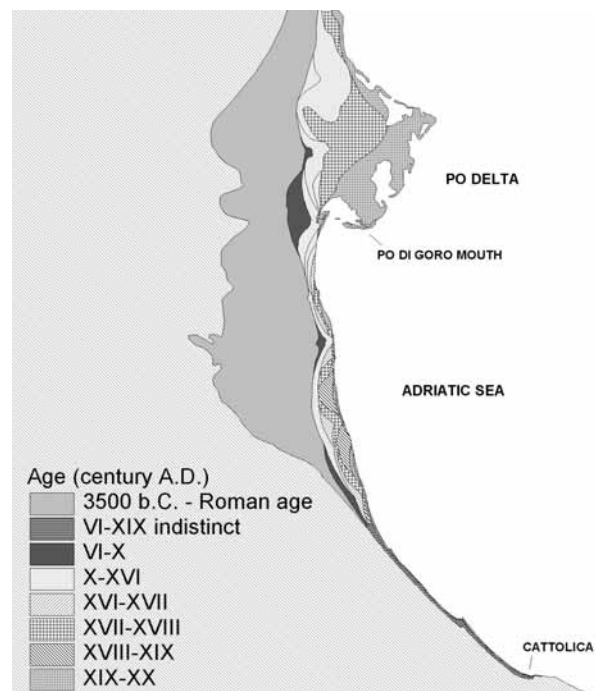 PO DELTA
PO DI GORO MOUTH
ADRIATIC SEA
Age (century A.D.)
3500 b.C. - Roman age
VI-XIX indistinct
VI-X
X-XVI
XVI-XVII
XVII-XVIII
XVIII-XIX
XIX-XX
CATTOLICA